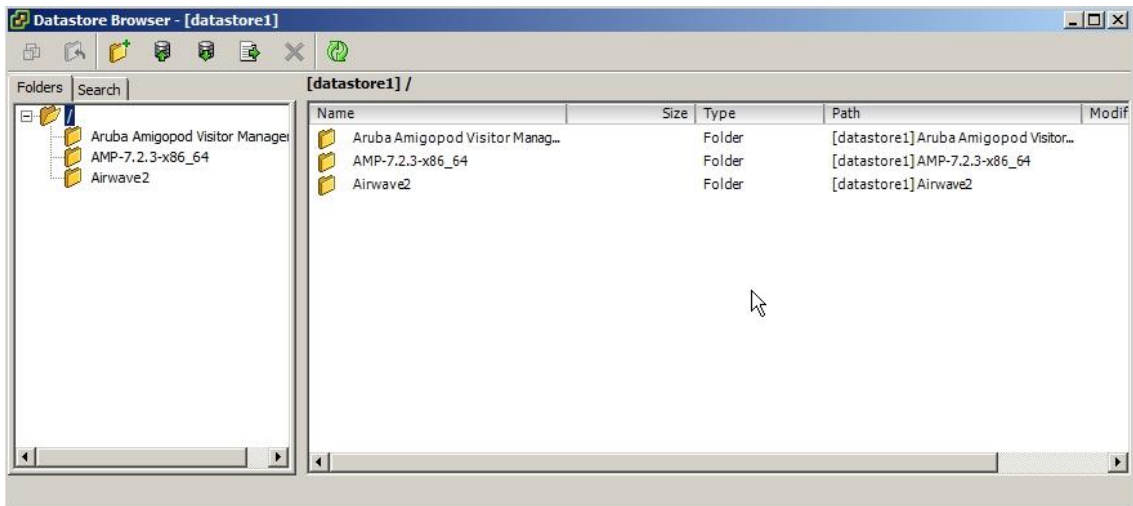 Datastore Browser - [datastore1]
Folders Search [datastore1] /
/
Aruba Amigopod Visitor Manager
AMP-7.2.3-x86_64
Airwave2
Name Size Type Path Modif
Aruba Amigopod Visitor Manag... Folder [datastore1] Aruba Amigopod Visitor...
AMP-7.2.3-x86_64 Folder [datastore1] AMP-7.2.3-x86_64
Airwave2 Folder [datastore1] Airwave2